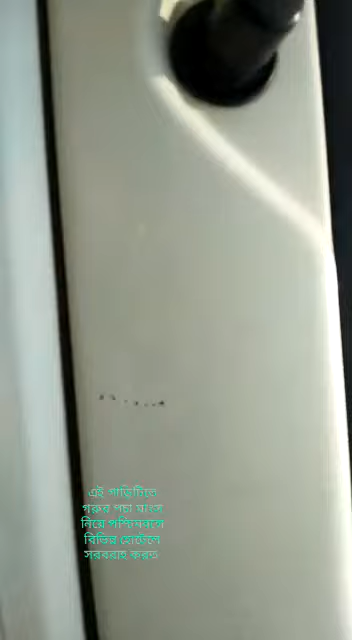 এই গাড়িটিতে
গরুর পচা মাংস
নিয়ে পশ্চিমবঙ্গে
বিভিন্ন হোটেলে
সরবরাহ করত